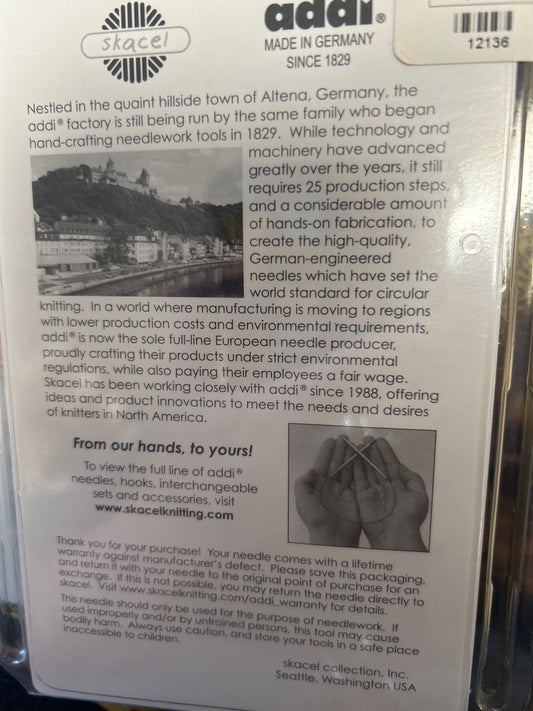 skacel
addi®
MADE IN GERMANY
SINCE 1829
12136
Nestled in the quaint hillside town of Altena, Germany, the
addi® factory is still being run by the same family who began
hand-crafting needlework tools in 1829. While technology and
machinery have advanced
greatly over the years, it still
requires 25 production steps,
and a considerable amount
of hands-on fabrication, to
create the high-quality,
German-engineered
needles which have set the
world standard for circular
knitting. In a world where manufacturing is moving to regions
with lower production costs and environmental requirements,
addi® is now the sole full-line European needle producer,
proudly crafting their products under strict environmental
regulations, while also paying their employees a fair wage.
Skacel has been working closely with addi® since 1988, offering
ideas and product innovations to meet the needs and desires
of knitters in North America.
From our hands, to yours!
To view the full line of addi®
needles, hooks, interchangeable
sets and accessories, visit
www.skacelknitting.com
Thank you for your purchase! Your needle comes with a lifetime
warranty against manufacturer's defect. Please save this packaging,
and return it with your needle to the original point of purchase for an
exchange. If this is not possible, you may return the needle directly to
skacel. Visit www.skacelknitting.com/addi_warranty for details.
This needle should only be used for the purpose of needlework. If
used improperly and/or by untrained persons, this tool may cause
bodily harm. Always use caution, and store your tools in a safe place
inaccessible to children.
skacel collection, Inc.
Seattle, Washington USA